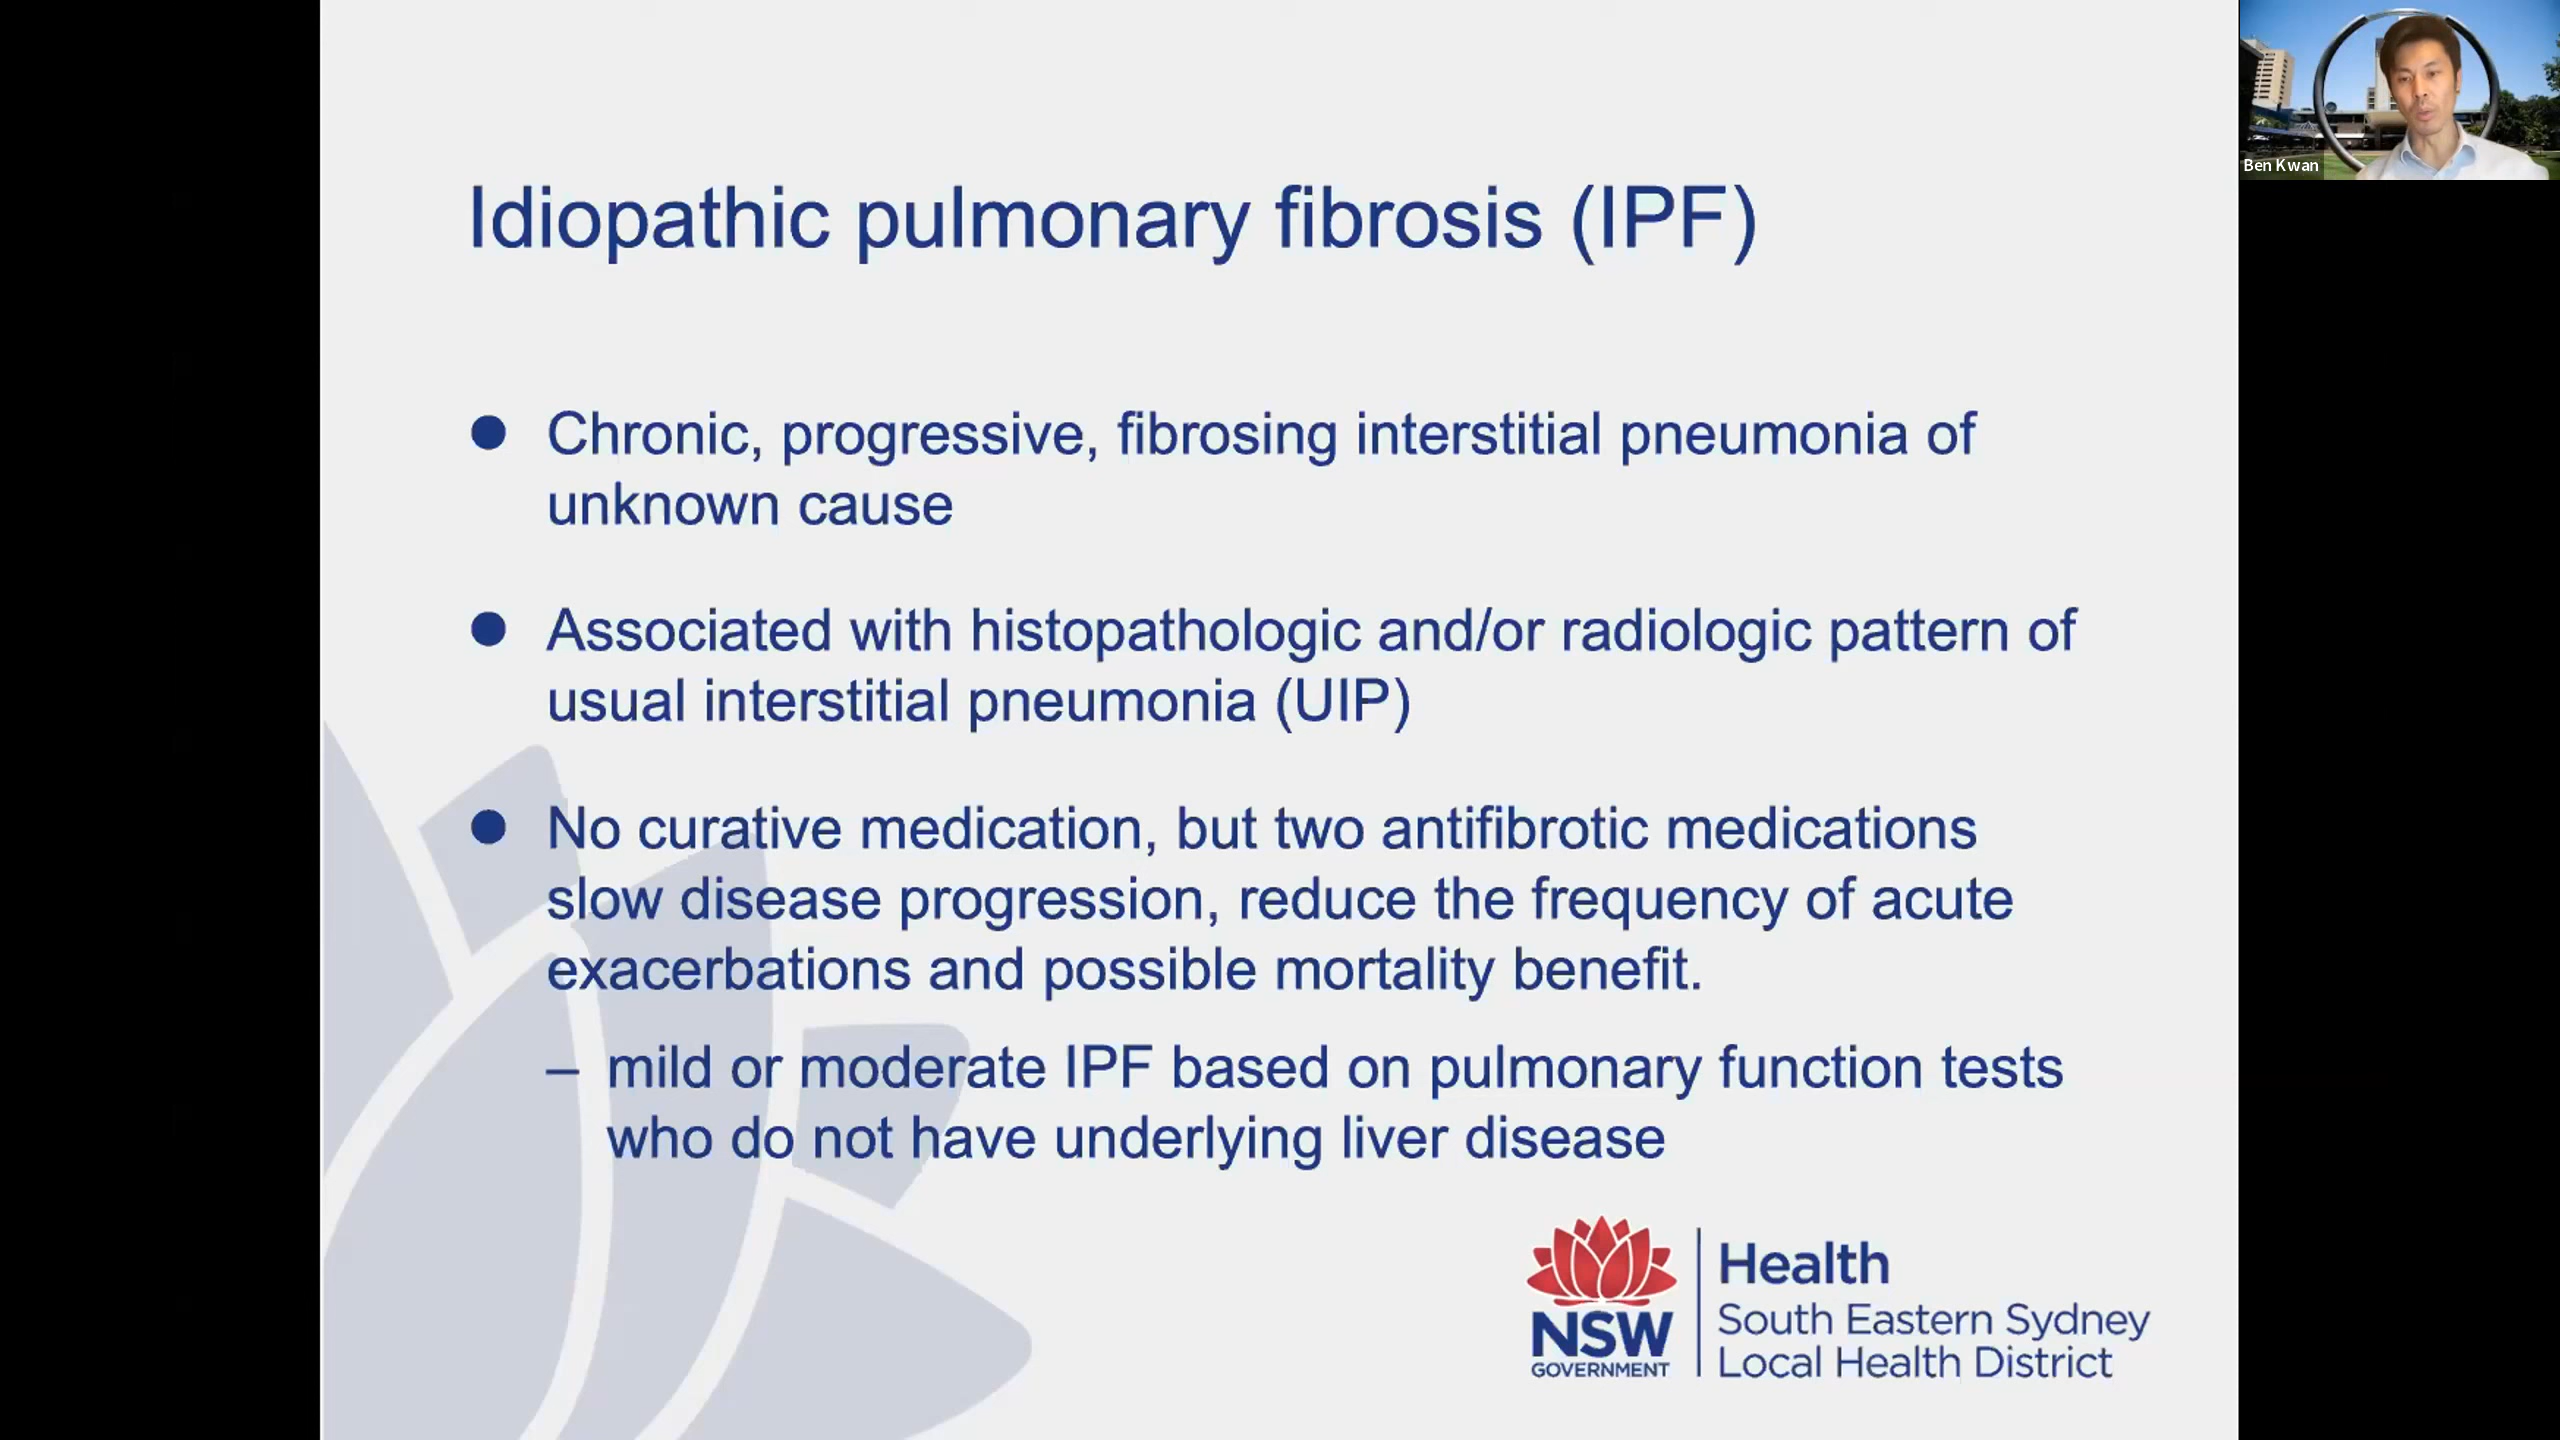 Idiopathic pulmonary fibrosis (IPF)
● Chronic, progressive, fibrosing interstitial pneumonia of
unknown cause
● Associated with histopathologic and/or radiologic pattern of
usual interstitial pneumonia (UIP)
● No curative medication, but two antifibrotic medications
slow disease progression, reduce the frequency of acute
exacerbations and possible mortality benefit.
– mild or moderate IPF based on pulmonary function tests
who do not have underlying liver disease
NSW
GOVERNMENT
Health
South Eastern Sydney
Local Health District
Ben Kwan